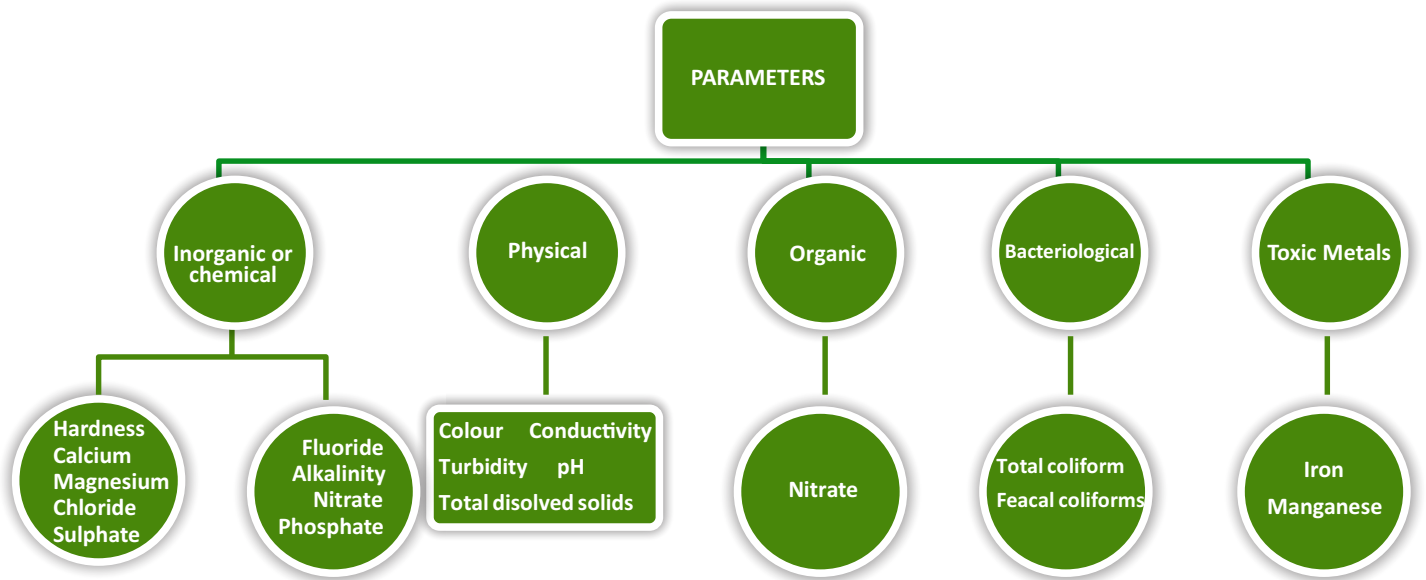 PARAMETERS
Inorganic or
chemical
Physical
Organic
Bacteriological
Toxic Metals
Hardness
Calcium
Magnesium
Chloride
Sulphate
Fluoride
Alkalinity
Nitrate
Phosphate
Colour Conductivity
Turbidity pH
Total disolved solids
Nitrate
Total coliform
Feacal coliforms
Iron
Manganese